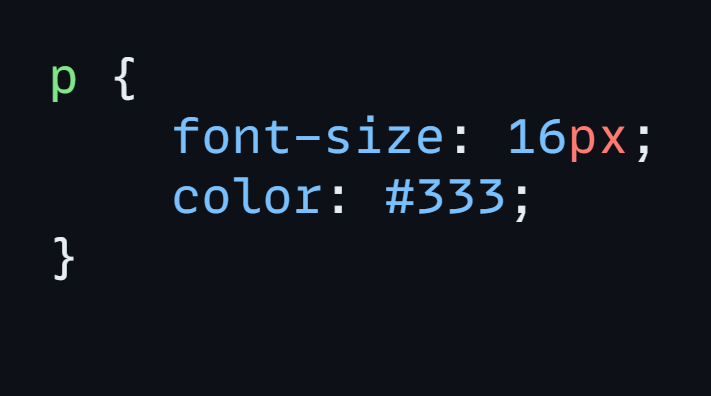 p {
    font-size: 16px;
    color: #333;
}